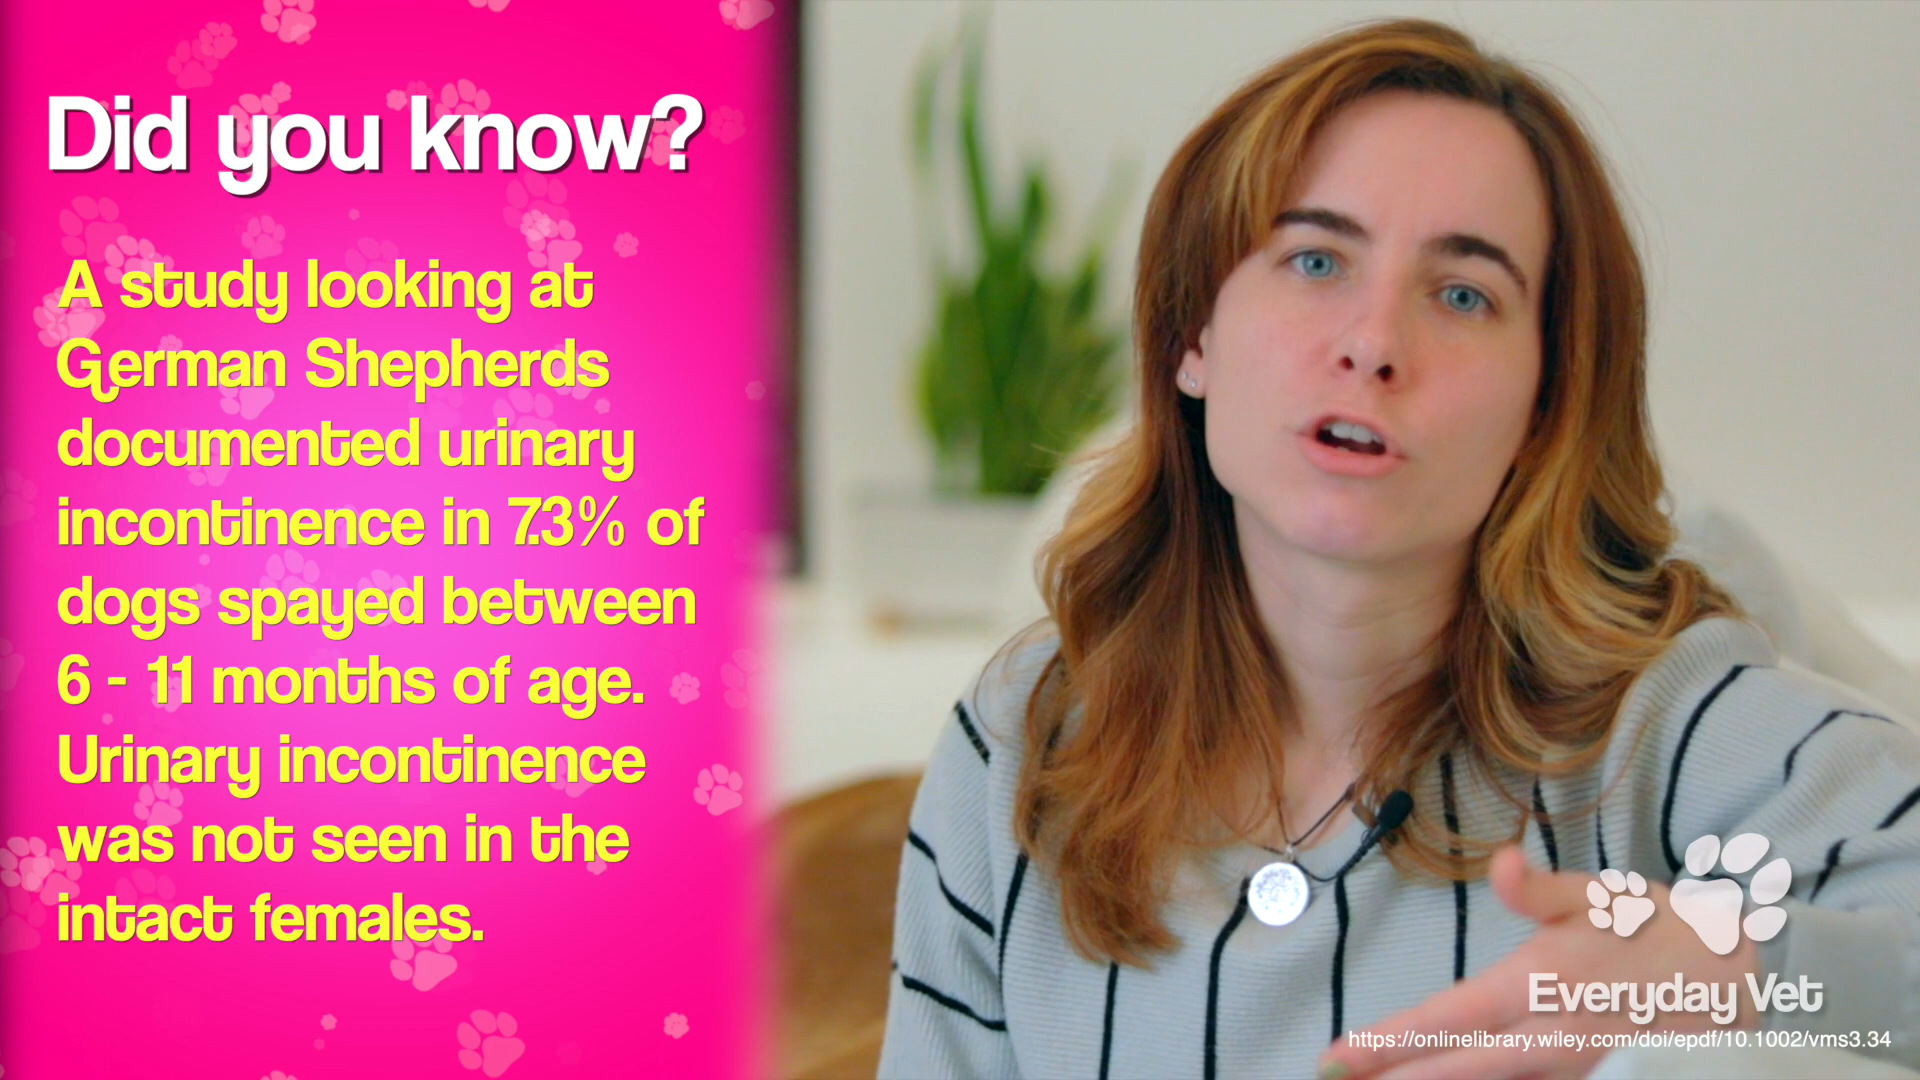 Did you know?
A study looking at
German Shepherds
documented urinary
incontinence in 7.3% of
dogs spayed between
6 - 11 months of age.
Urinary incontinence
was not seen in the
intact females.
Everyday Vet
https://onlinelibrary.wiley.com/doi/epdf/10.1002/vms3.34